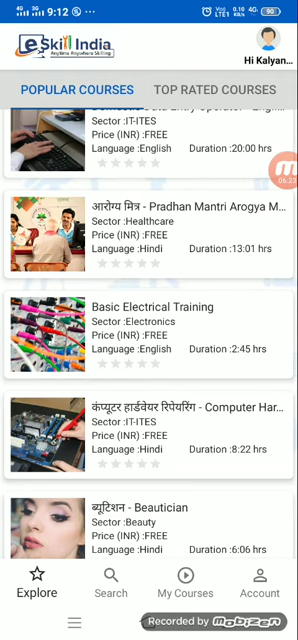 4G 3G 9:12
Vo) LTE1 0.10 KB/S 4G 90
eSkill India
Anytime Anywhere Skilling
Hi Kalyan...
POPULAR COURSES TOP RATED COURSES
Sector :IT-ITES
Price (INR) :FREE
Language :English Duration :20:00 hrs
06:23
आरोग्य मित्र - Pradhan Mantri Arogya M...
Sector :Healthcare
Price (INR) :FREE
Language :Hindi Duration :13:01 hrs
Basic Electrical Training
Sector :Electronics
Price (INR) :FREE
Language :English Duration :2:45 hrs
कंप्यूटर हार्डवेयर रिपेयरिंग - Computer Har...
Sector :IT-ITES
Price (INR) :FREE
Language :Hindi Duration :8:22 hrs
ब्यूटिशन - Beautician
Sector :Beauty
Price (INR) :FREE
Language :Hindi Duration :6:06 hrs
Explore Search My Courses Account
Recorded by MOBIZEN